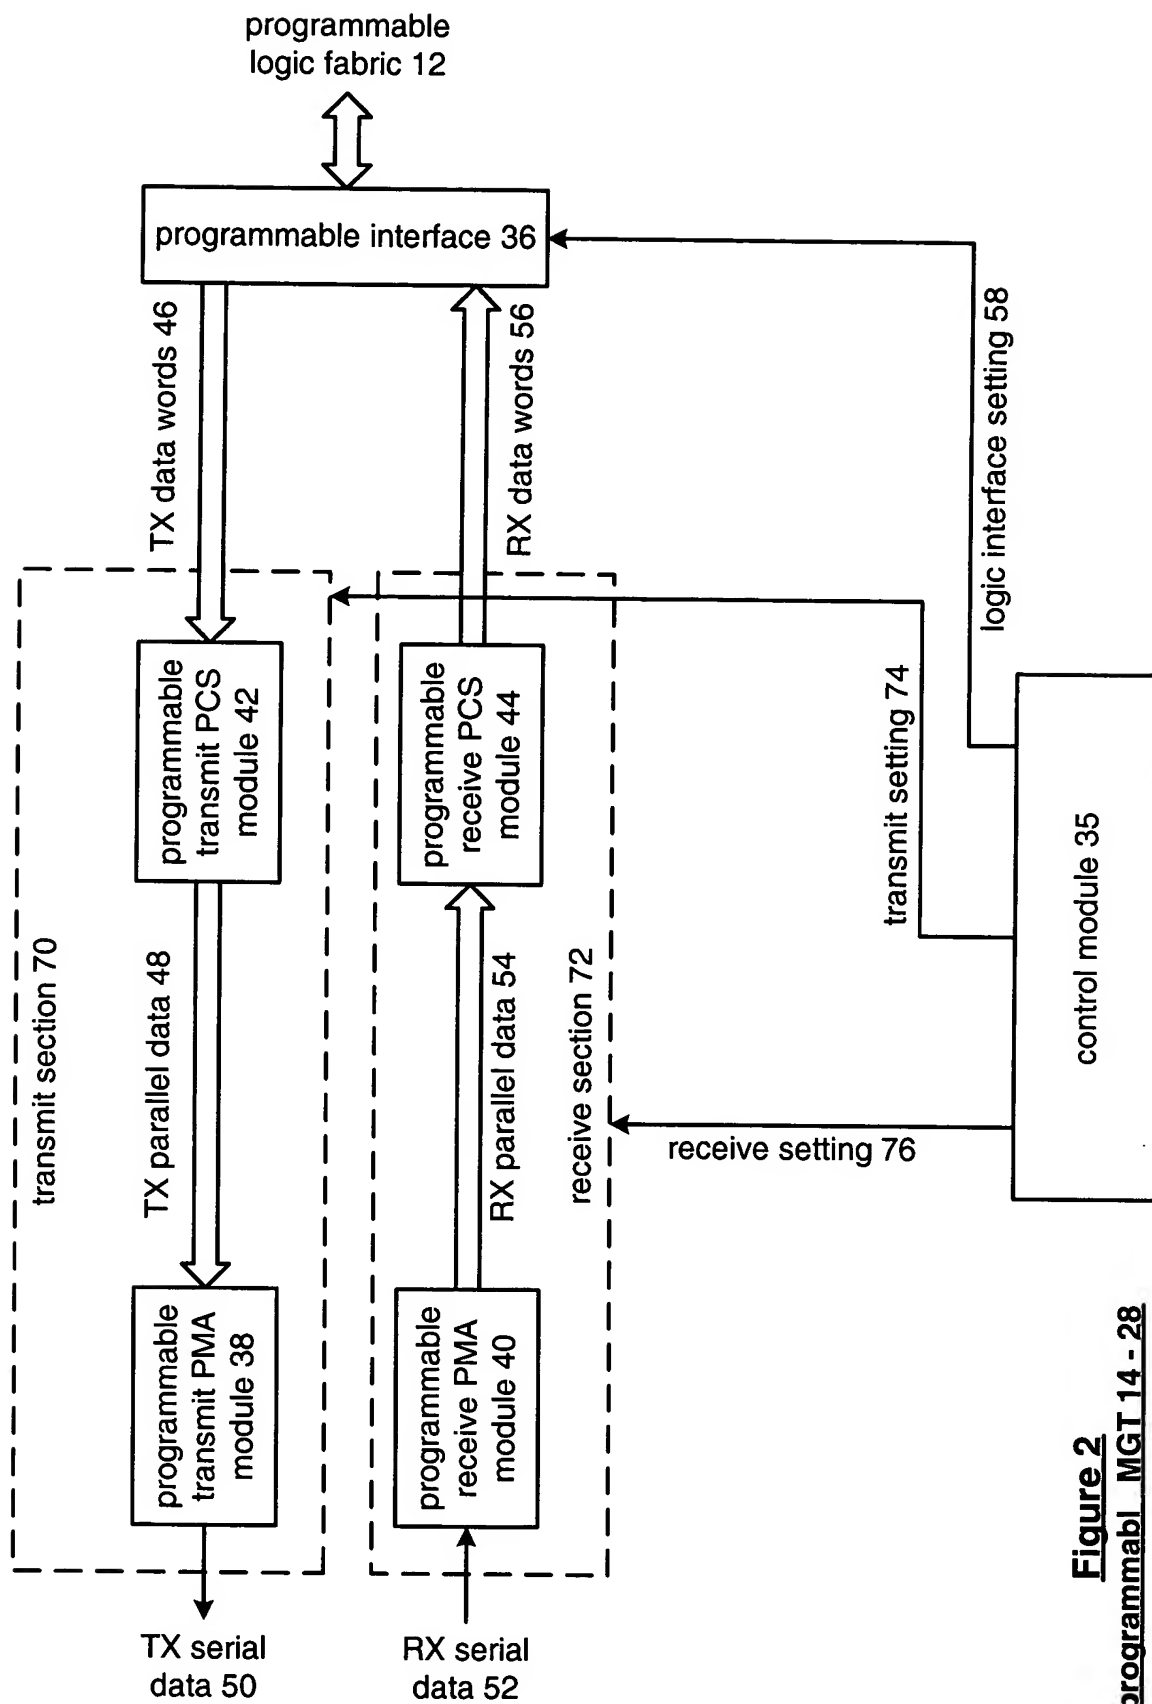 programmable
logic fabric 12
programmable interface 36
TX data words 46
RX data words 56
logic interface setting 58
transmit section 70
programmable
transmit PCS
module 42
programmable
receive PCS
module 44
transmit setting 74
TX parallel data 48
RX parallel data 54
receive section 72
receive setting 76
control module 35
programmable
transmit PMA
module 38
programmable
receive PMA
module 40
TX serial
data 50
RX serial
data 52
Figure 2
programmabl MGT 14 - 28